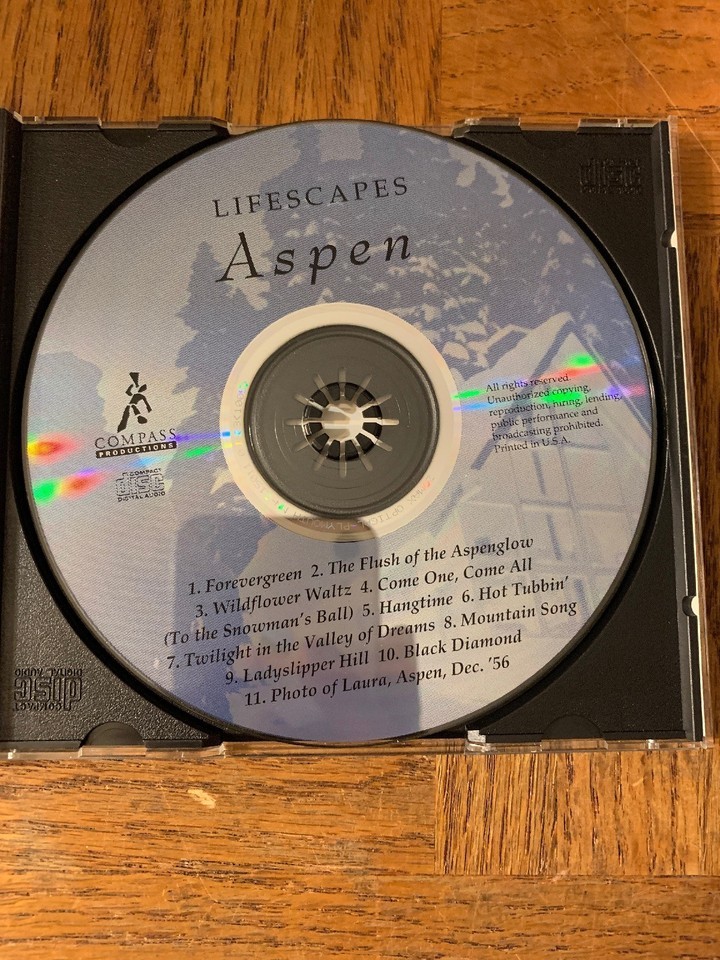 LIFESCAPES
Aspen
COMPASS
PRODUCTIONS
COMPACT
disc
DIGITAL AUDIO
All rights reserved.
Unauthorized copying,
reproduction, hiring, lending,
public performance and
broadcasting prohibited.
Printed in U.S.A.
1. Forevergreen 2. The Flush of the Aspenglow
3. Wildflower Waltz 4. Come One, Come All
(To the Snowman's Ball) 5. Hangtime 6. Hot Tubbin'
7. Twilight in the Valley of Dreams 8. Mountain Song
9. Ladyslipper Hill 10. Black Diamond
11. Photo of Laura, Aspen, Dec. '56
COMPACT
disc
DIGITAL AUDIO
disc